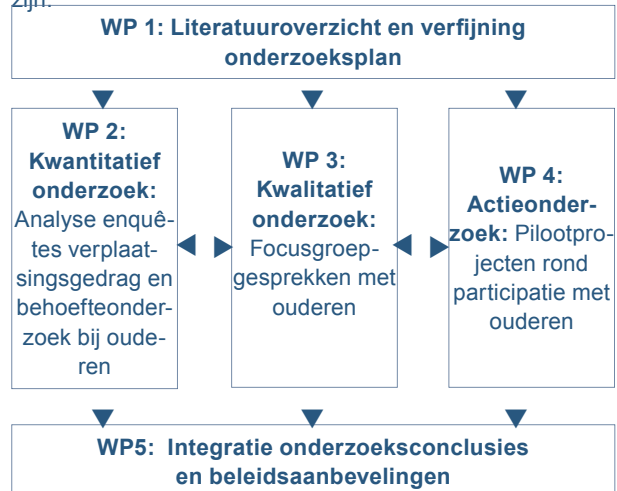 zijn.
WP 1: Literatuuroverzicht en verfijning
onderzoeksplan
WP 2:
Kwantitatief
onderzoek:
Analyse enquê-
tes verplaat-
singsgedrag en
behoefteonder-
zoek bij oude-
ren
WP 3:
Kwalitatief
onderzoek:
Focusgroep-
gesprekken met
ouderen
WP 4:
Actieonder-
zoek: Pilootpro-
jecten rond
participatie met
ouderen
WP5: Integratie onderzoeksconclusies
en beleidsaanbevelingen